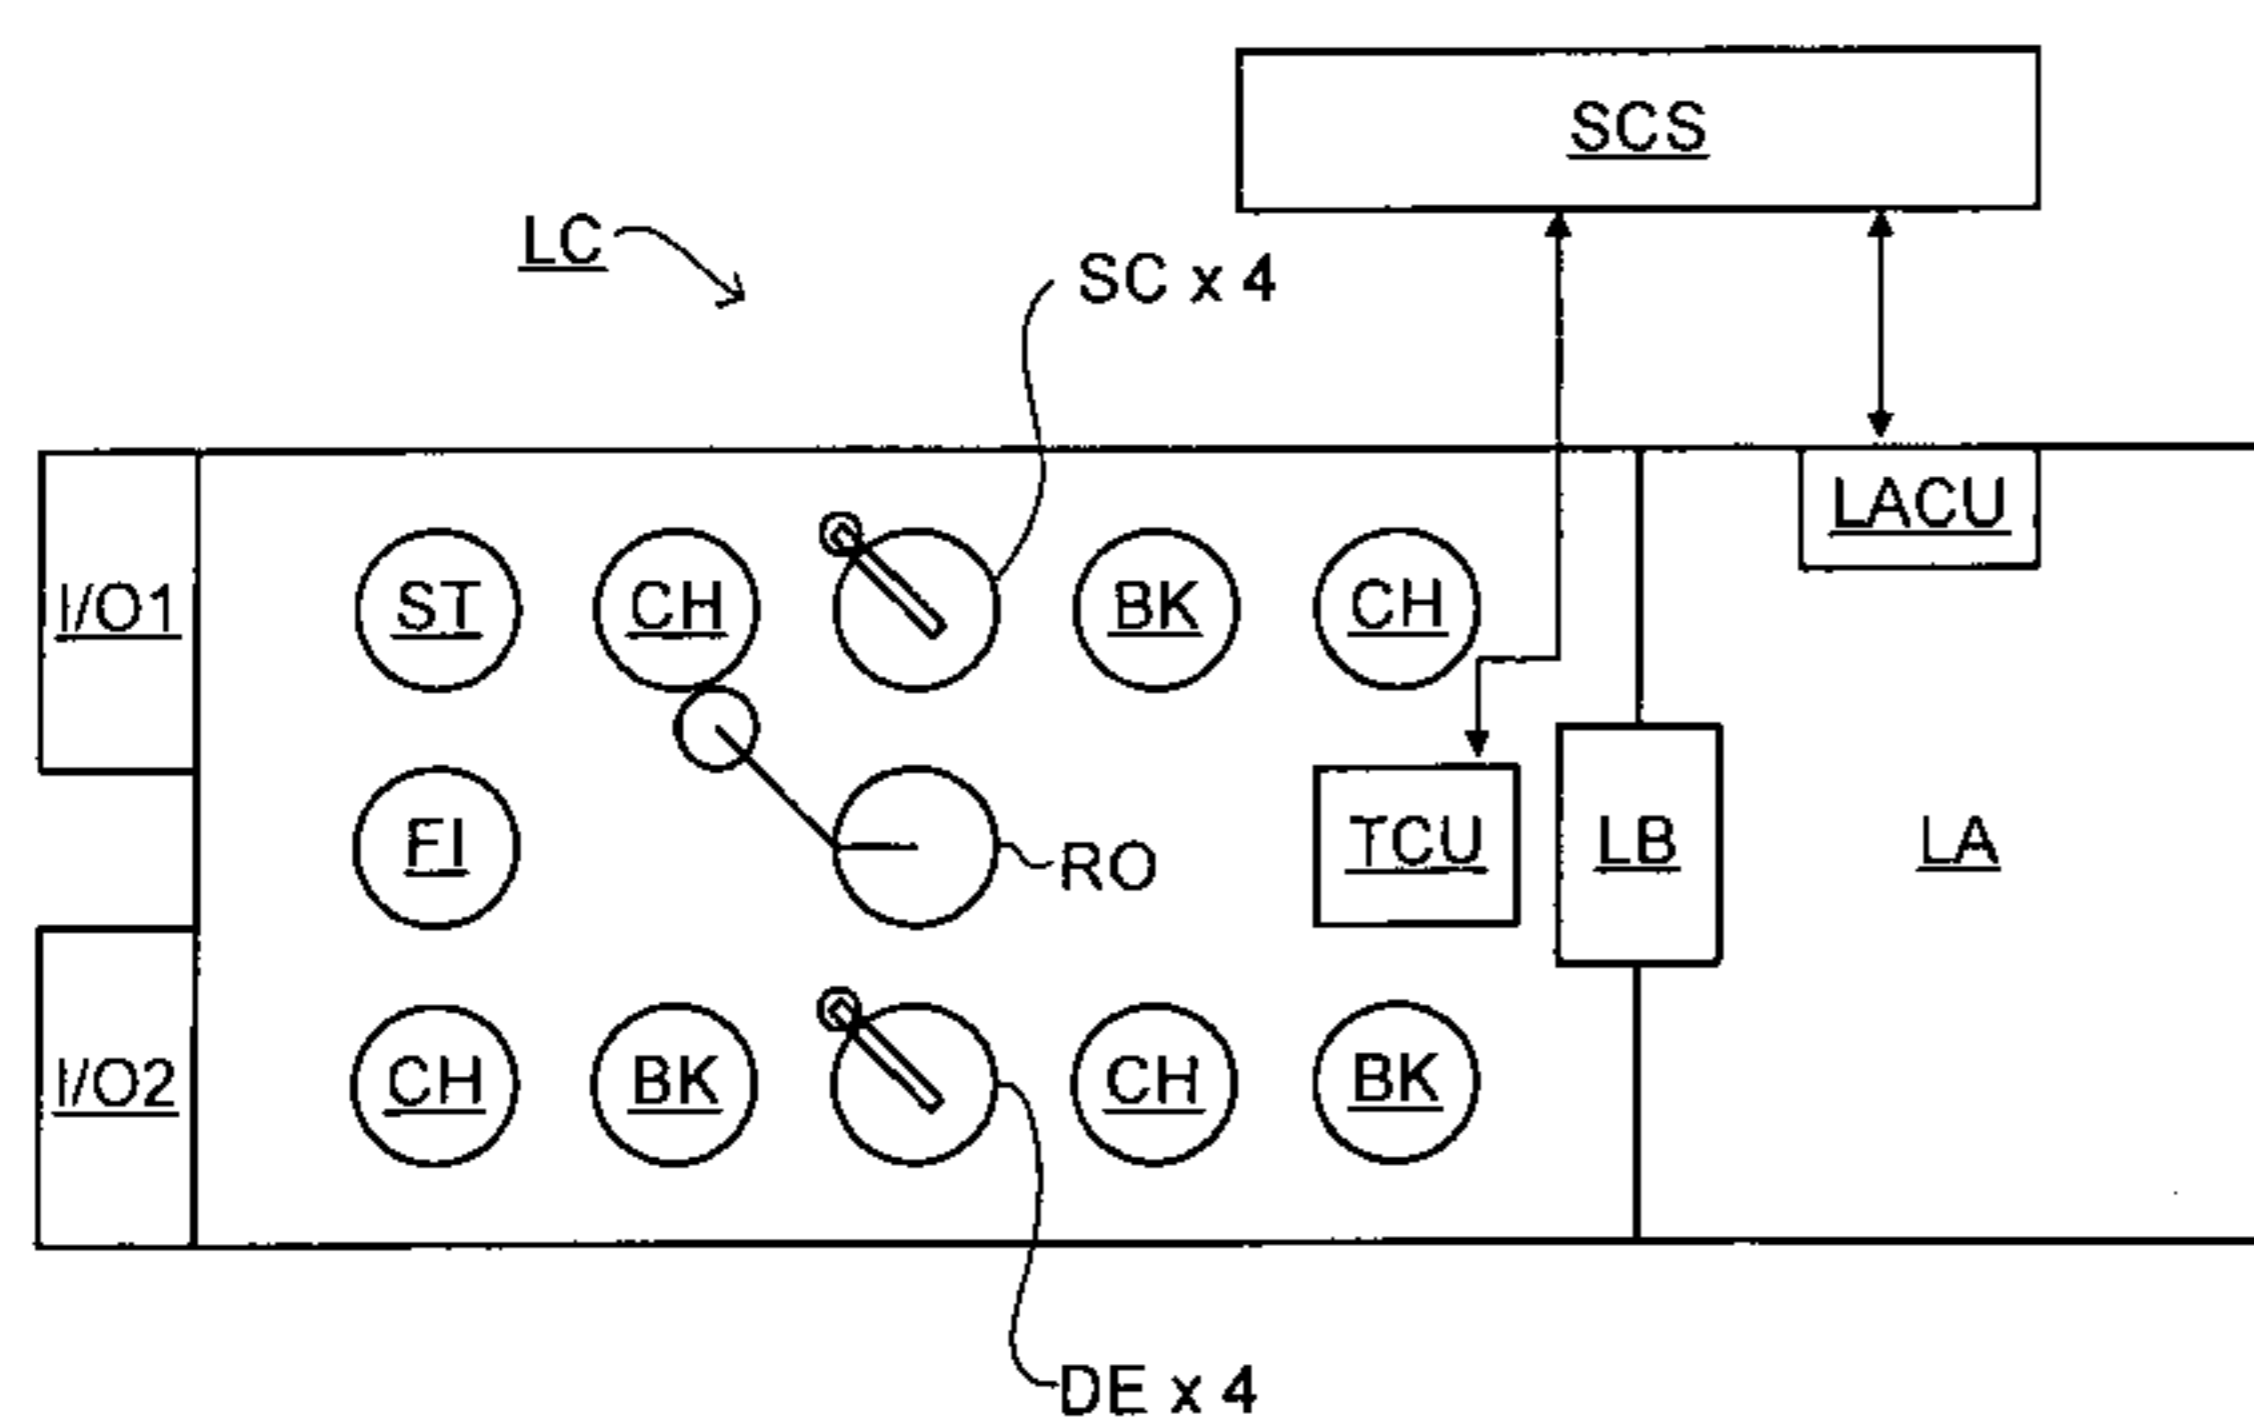 SCS
LC
SC x 4
LACU
I/O1
ST
CH
BK
CH
FI
RO
TCU
LB
LA
I/O2
CH
BK
CH
BK
DE x 4